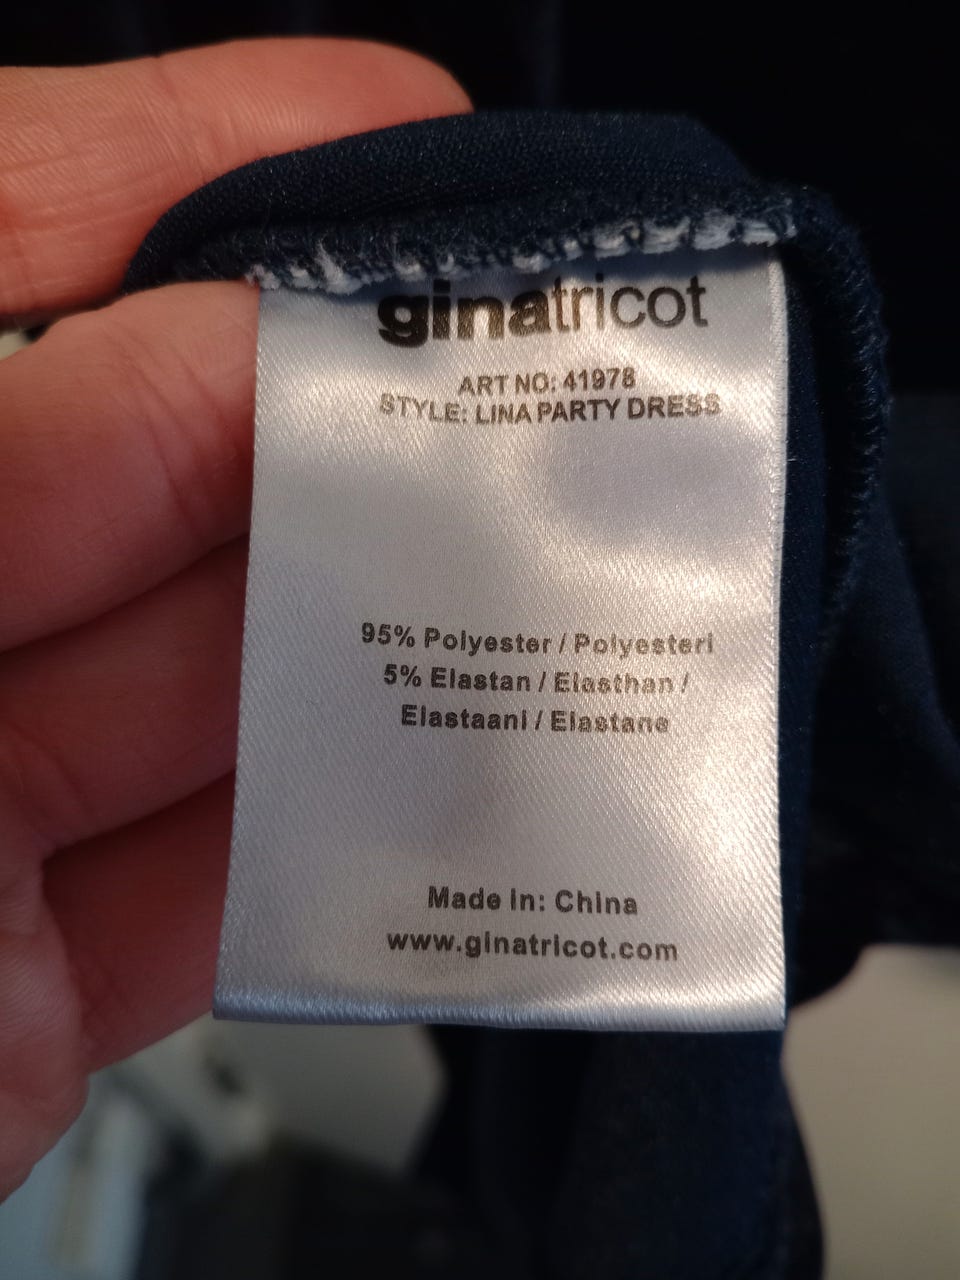 ginatricot
ART NO: 41978
STYLE: LINA PARTY DRESS
95% Polyester / Polyesteri
5% Elastan / Elasthan /
Elastaani / Elastane
Made in: China
www.ginatricot.com